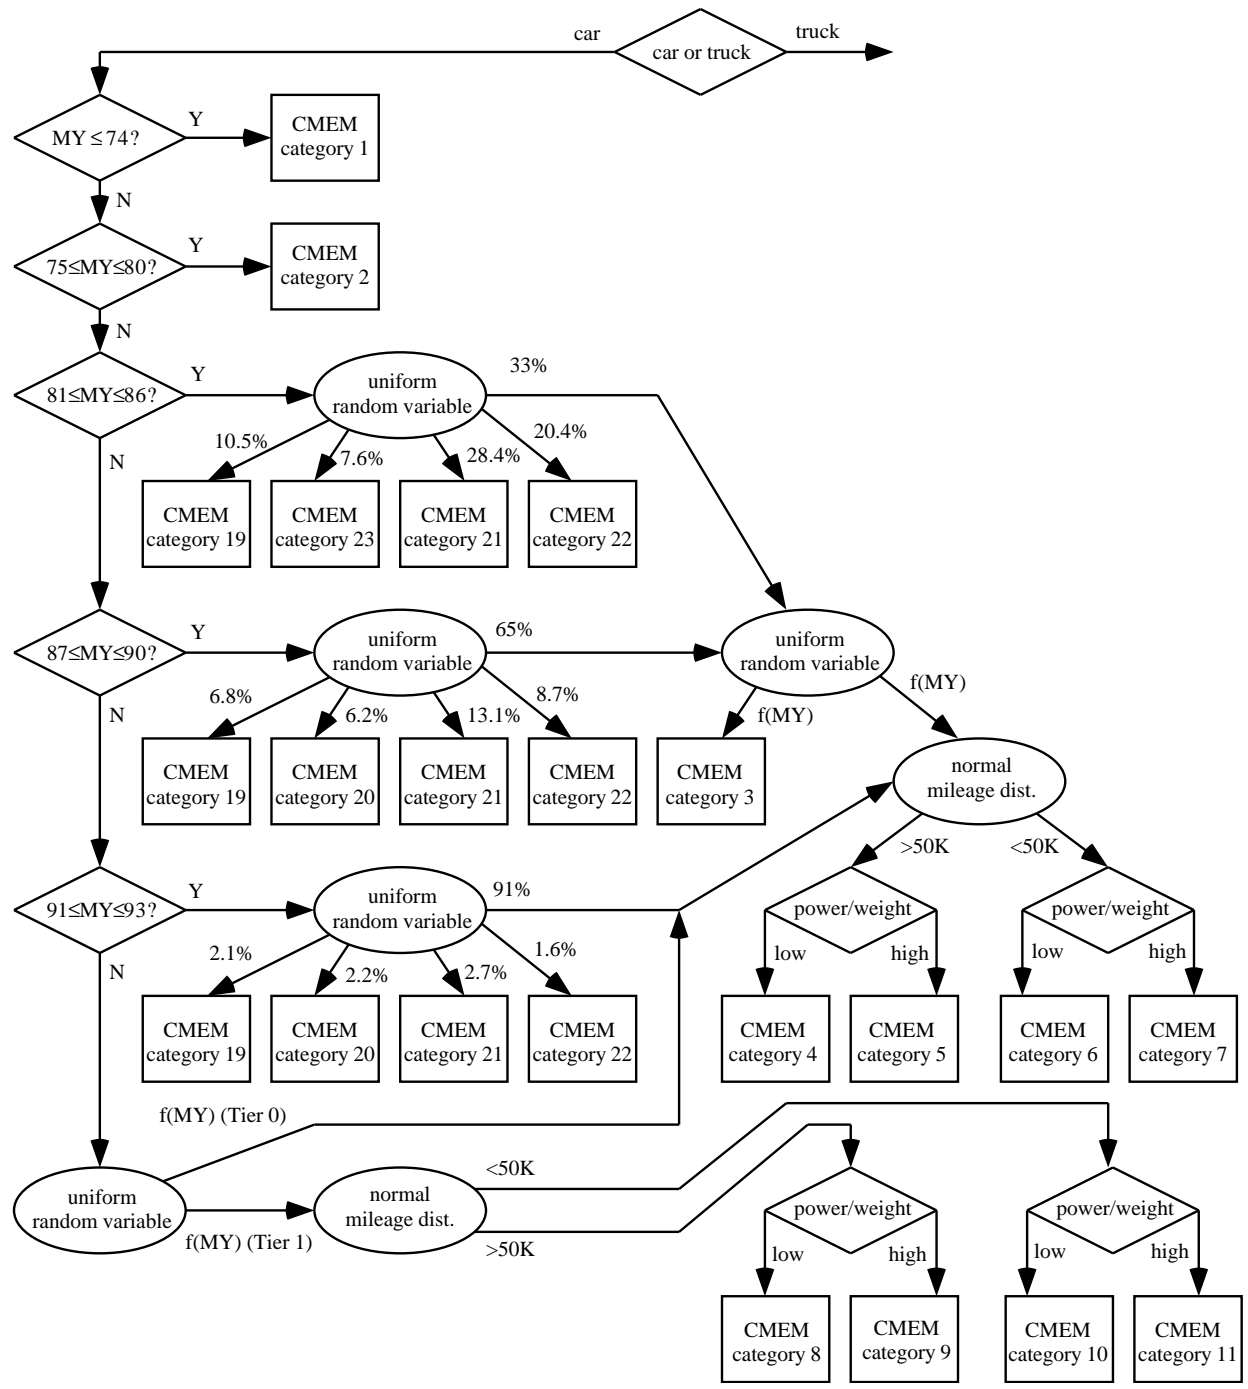 car
car or truck
truck
MY ≤ 74?
Y
CMEM
category 1
N
75≤MY≤80?
Y
CMEM
category 2
N
81≤MY≤86?
Y
uniform
random variable
33%
10.5%
7.6%
28.4%
20.4%
N
CMEM
category 19
CMEM
category 23
CMEM
category 21
CMEM
category 22
87≤MY≤90?
Y
uniform
random variable
65%
uniform
random variable
6.8%
6.2%
13.1%
8.7%
f(MY)
f(MY)
N
CMEM
category 19
CMEM
category 20
CMEM
category 21
CMEM
category 22
CMEM
category 3
normal
mileage dist.
>50K
<50K
91≤MY≤93?
Y
uniform
random variable
91%
power/weight
power/weight
2.1%
2.2%
2.7%
1.6%
low
high
low
high
N
CMEM
category 19
CMEM
category 20
CMEM
category 21
CMEM
category 22
CMEM
category 4
CMEM
category 5
CMEM
category 6
CMEM
category 7
f(MY) (Tier 0)
uniform
random variable
f(MY) (Tier 1)
normal
mileage dist.
<50K
>50K
power/weight
power/weight
low
high
low
high
CMEM
category 8
CMEM
category 9
CMEM
category 10
CMEM
category 11